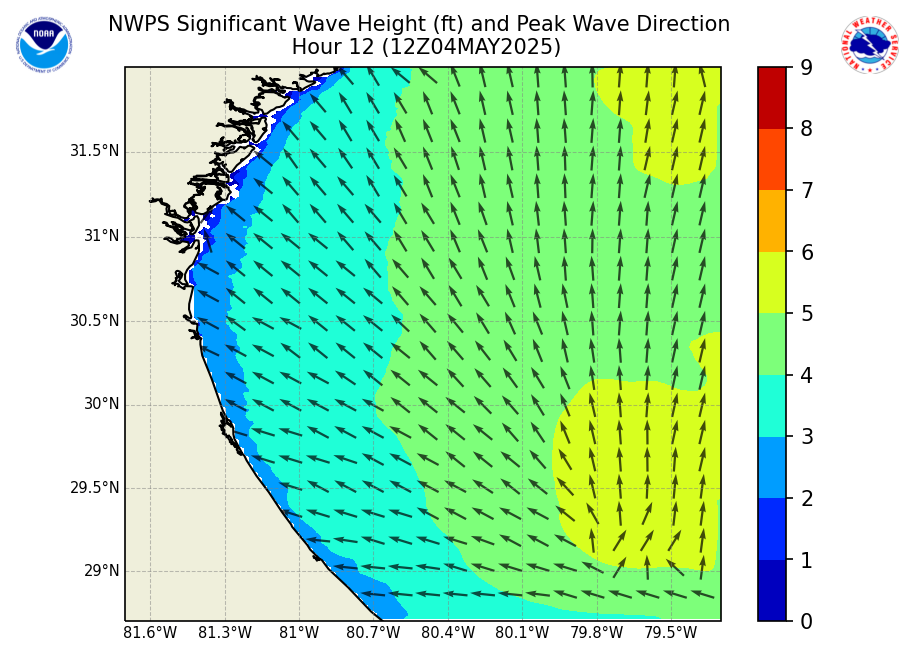 NWPS Significant Wave Height (ft) and Peak Wave Direction
Hour 12 (12Z04MAY2025)
NOAA
NATIONAL WEATHER SERVICE
31.5°N
31°N
30.5°N
30°N
29.5°N
29°N
81.6°W 81.3°W 81°W 80.7°W 80.4°W 80.1°W 79.8°W 79.5°W
9
8
7
6
5
4
3
2
1
0